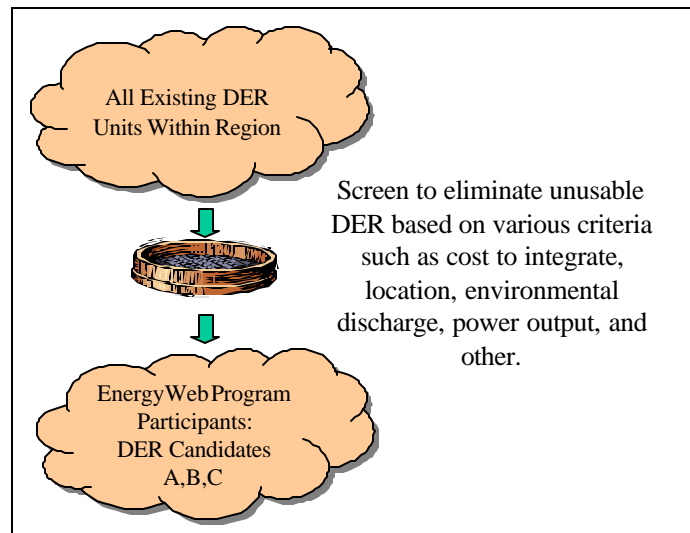 All Existing DER
Units Within Region
Screen to eliminate unusable
DER based on various criteria
such as cost to integrate,
location, environmental
discharge, power output, and
other.
EnergyWeb Program
Participants:
DER Candidates
A,B,C